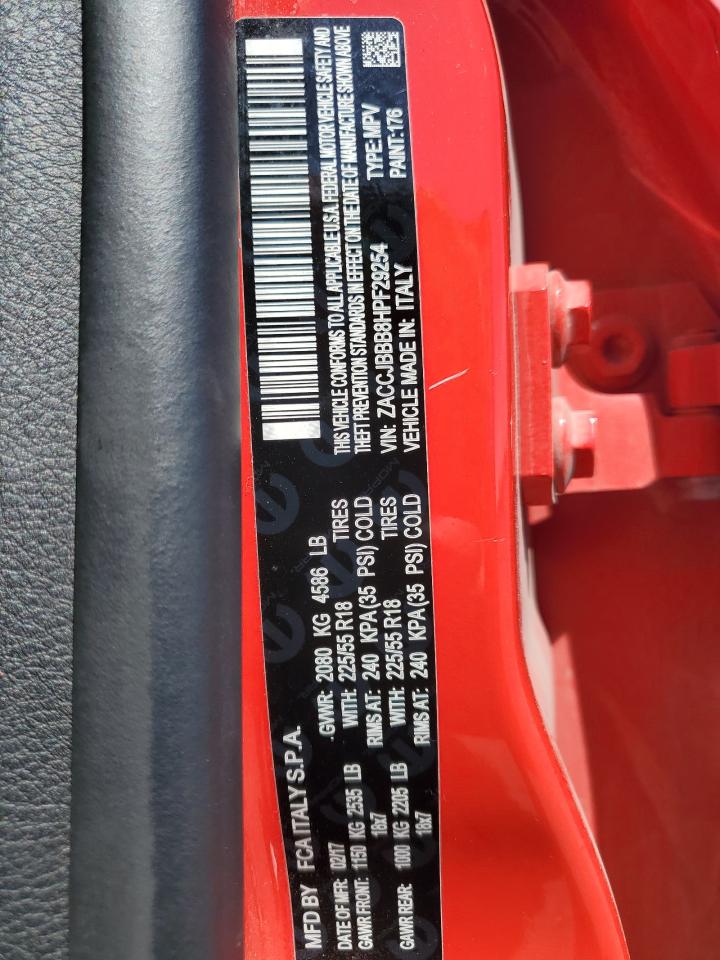 MFD BY FCA ITALY S.P.A.
DATE OF MFR: 02/17 GVWR: 2080 KG 4586 LB
GAWR FRONT: 1150 KG 2535 LB WITH: 225/55 R18 TIRES
18x7 RIMS AT: 240 KPA(35 PSI) COLD
GAWR REAR: 1000 KG 2205 LB WITH: 225/55 R18 TIRES
18x7 RIMS AT: 240 KPA(35 PSI) COLD
THIS VEHICLE CONFORMS TO ALL APPLICABLE U.S.A. FEDERAL MOTOR VEHICLE SAFETY AND
THEFT PREVENTION STANDARDS IN EFFECT ON THE DATE OF MANUFACTURE SHOWN ABOVE
VIN: ZACCJBBB8HPF29254 TYPE:MPV
VEHICLE MADE IN: ITALY PAINT:176